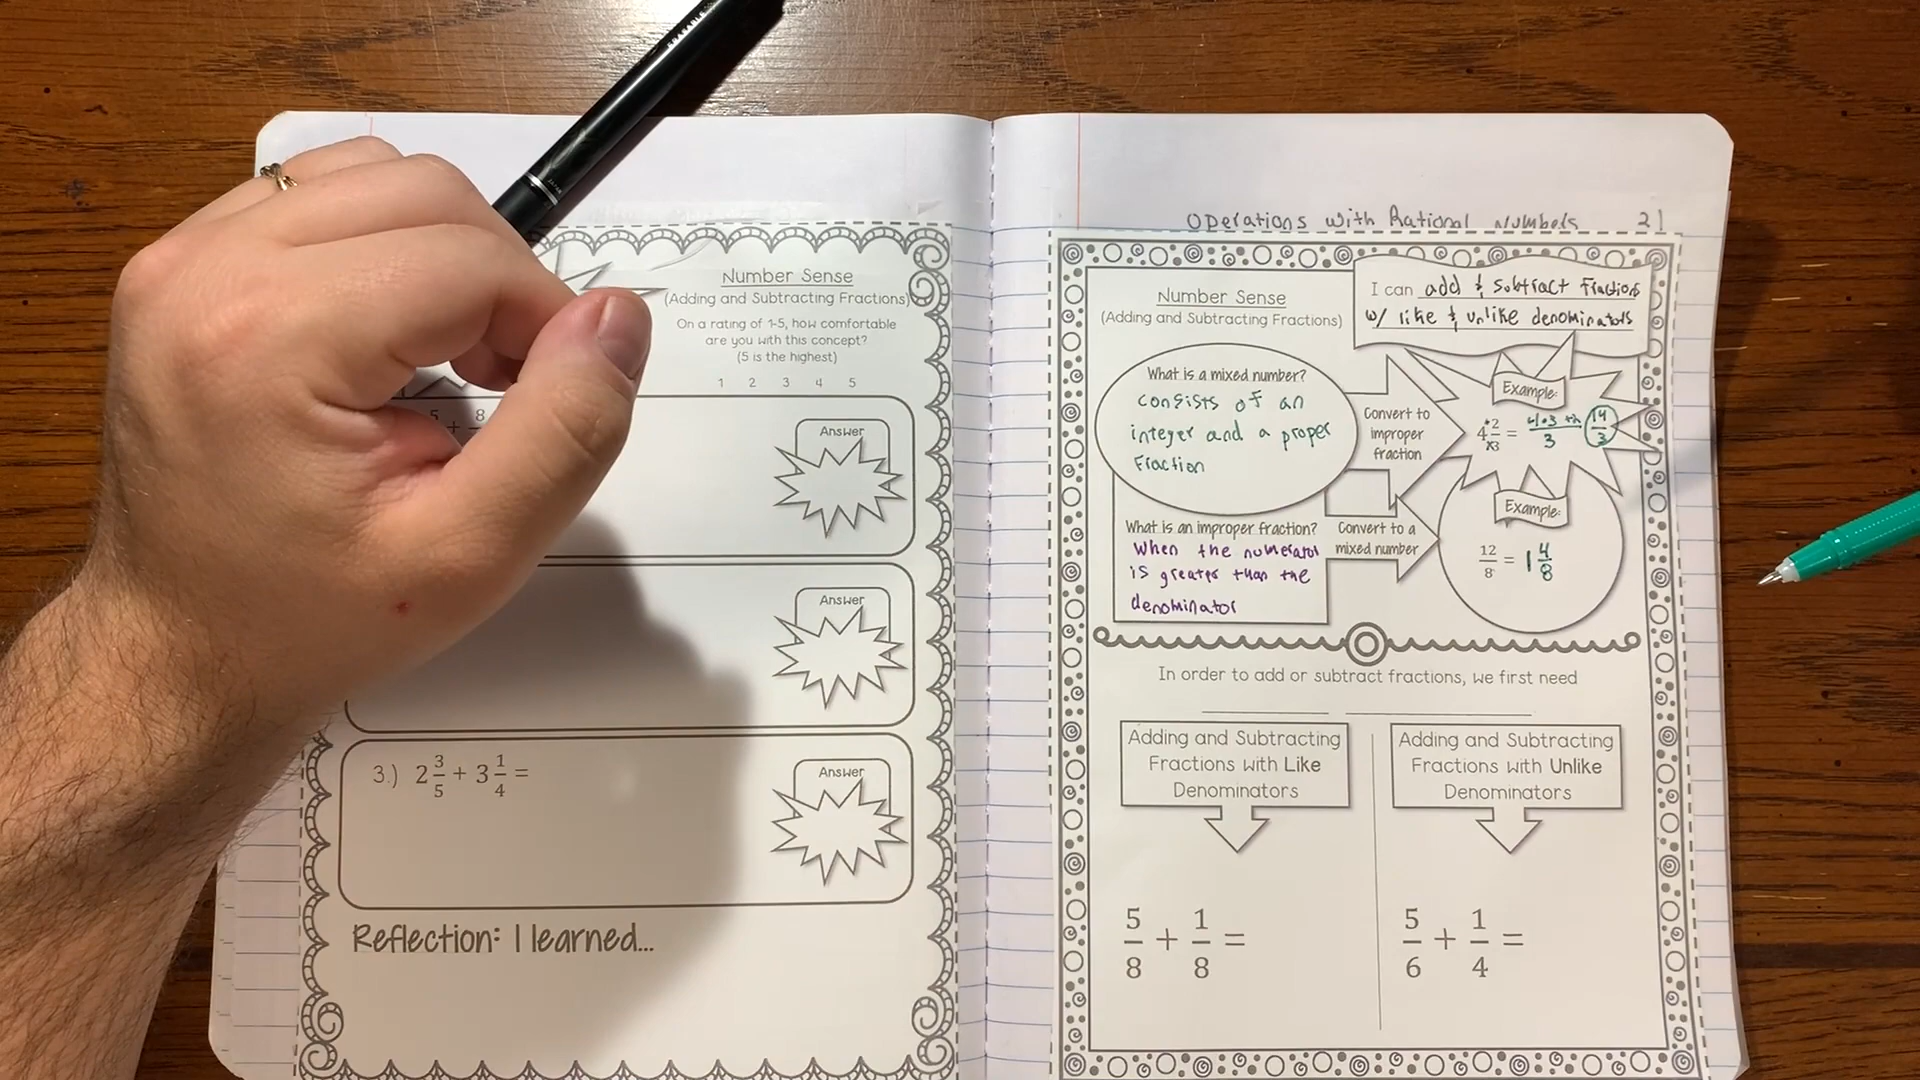 Number Sense
(Adding and Subtracting Fractions)
On a rating of 1-5, how comfortable
are you with this concept?
(5 is the highest)
1 2 3 4 5
5 + 8
Answer
Answer
3.) 2 3/5 + 3 1/4 =
Answer
Reflection: I learned...
Operations with Rational Numbers 21
Number Sense
(Adding and Subtracting Fractions)
I can add & subtract fractions
w/ like & unlike denominators
What is a mixed number?
consists of an
integer and a proper
fraction
Convert to
improper
fraction
Example:
4 2/3 = 4·3+2/3 14/3
What is an improper fraction?
When the numerator
is greater than the
denominator
Convert to a
mixed number
Example:
12/8 = 1 4/8
In order to add or subtract fractions, we first need
Adding and Subtracting
Fractions with Like
Denominators
5/8 + 1/8 =
Adding and Subtracting
Fractions with Unlike
Denominators
5/6 + 1/4 =